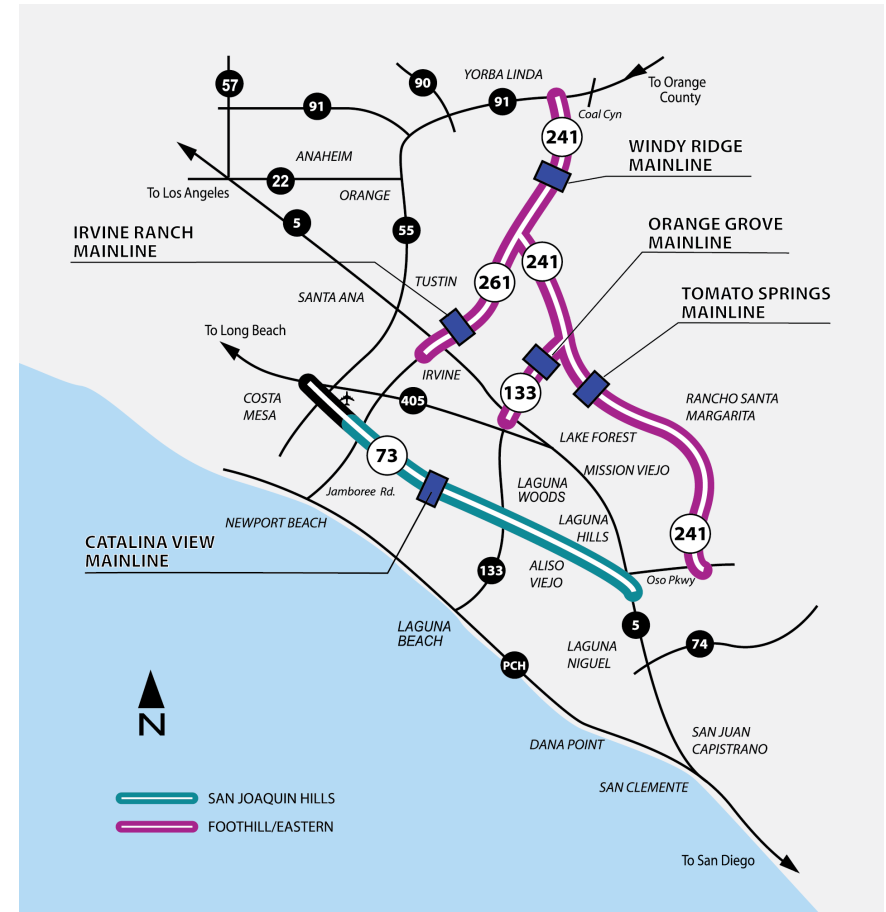 YORBA LINDA
To Orange
County
57
90
91
91
Coal Cyn
241
WINDY RIDGE
MAINLINE
ANAHEIM
To Los Angeles
22
ORANGE
5
55
IRVINE RANCH
MAINLINE
ORANGE GROVE
MAINLINE
241
261
TUSTIN
SANTA ANA
TOMATO SPRINGS
MAINLINE
To Long Beach
IRVINE
COSTA
MESA
405
133
RANCHO SANTA
MARGARITA
LAKE FOREST
73
MISSION VIEJO
Jamboree Rd.
LAGUNA
WOODS
NEWPORT BEACH
LAGUNA
HILLS
241
CATALINA VIEW
MAINLINE
133
ALISO
VIEJO
Oso Pkwy
LAGUNA
BEACH
5
74
LAGUNA
NIGUEL
PCH
N
SAN JUAN
CAPISTRANO
DANA POINT
SAN CLEMENTE
SAN JOAQUIN HILLS
FOOTHILL/EASTERN
To San Diego